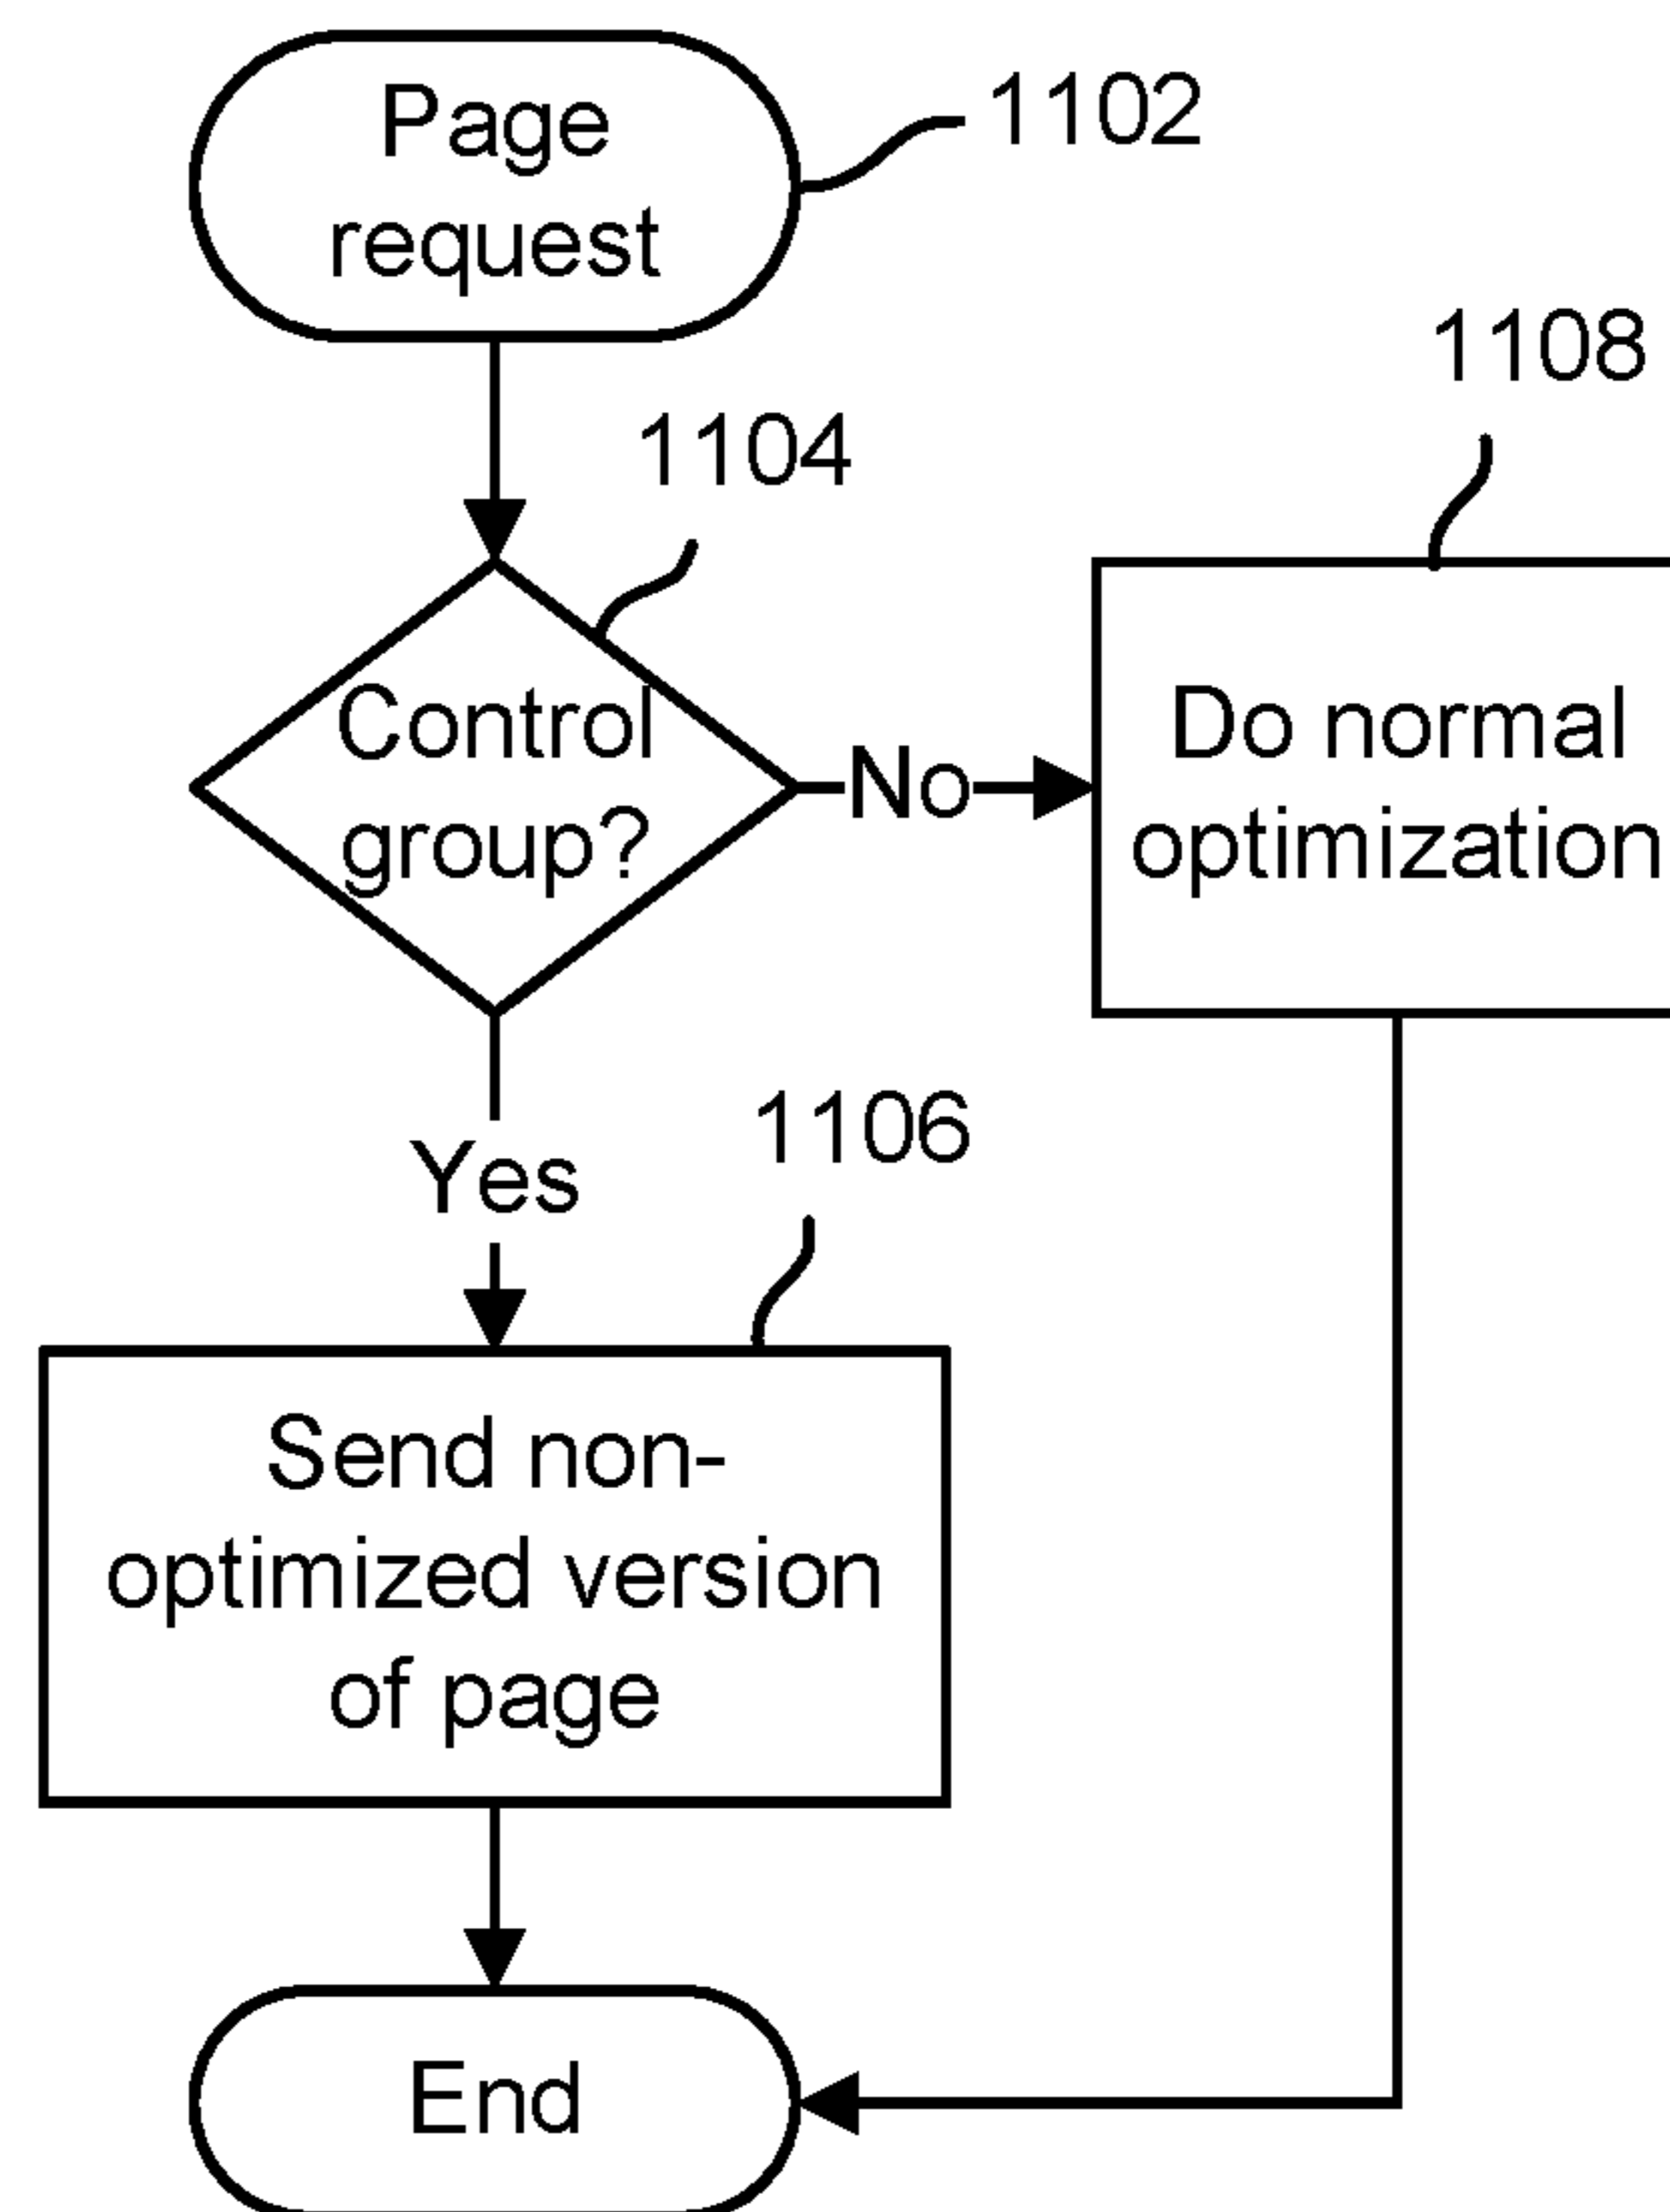 Page
request
1102
1108
1104
Control
group?
No
Do normal
optimization
Yes
1106
Send non-
optimized version
of page
End